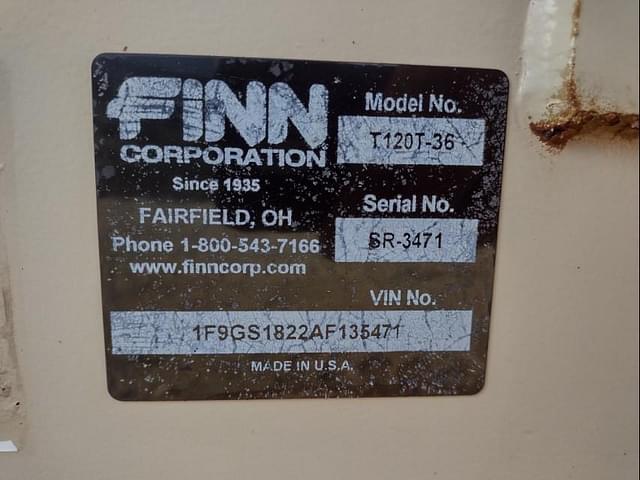 FINN
CORPORATION
Since 1935
FAIRFIELD, OH
Phone 1-800-543-7166
www.finncorp.com
Model No.
T120T-36
Serial No.
SR-3471
VIN No.
1F9GS1822AF135471
MADE IN U.S.A.